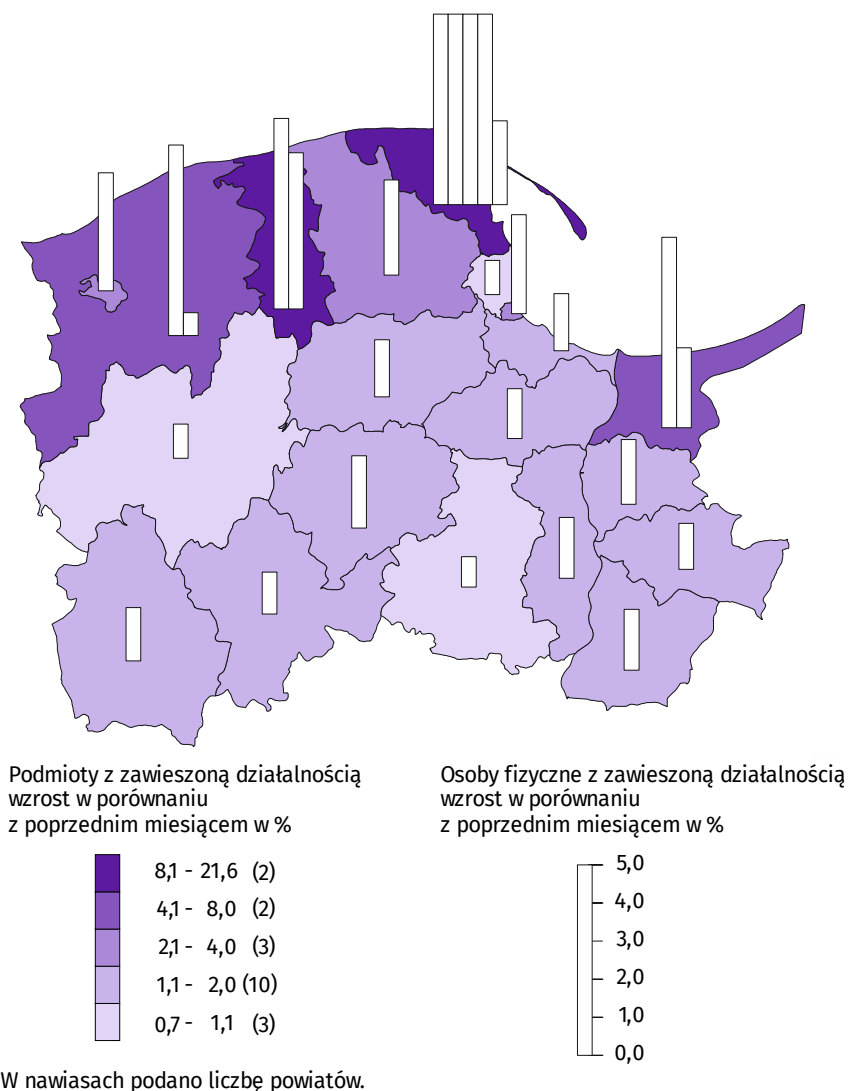 Podmioty z zawieszoną działalnością
wzrost w porównaniu
z poprzednim miesiącem w %
8,1 - 21,6 (2)
4,1 - 8,0 (2)
2,1 - 4,0 (3)
1,1 - 2,0 (10)
0,7 - 1,1 (3)
Osoby fizyczne z zawieszoną działalnością
wzrost w porównaniu
z poprzednim miesiącem w %
5,0
4,0
3,0
2,0
1,0
0,0
W nawiasach podano liczbę powiatów.